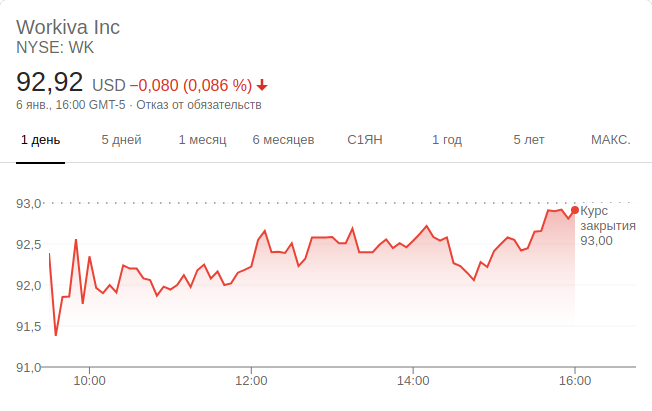 Workiva Inc
NYSE: WK
92,92 USD −0,080 (0,086 %)
6 янв., 16:00 GMT-5 · Отказ от обязательств
1 день 5 дней 1 месяц 6 месяцев С1ЯН 1 год 5 лет МАКС.
93,0
Курс
закрытия
93,00
92,5
92,0
91,5
91,0
10:00 12:00 14:00 16:00